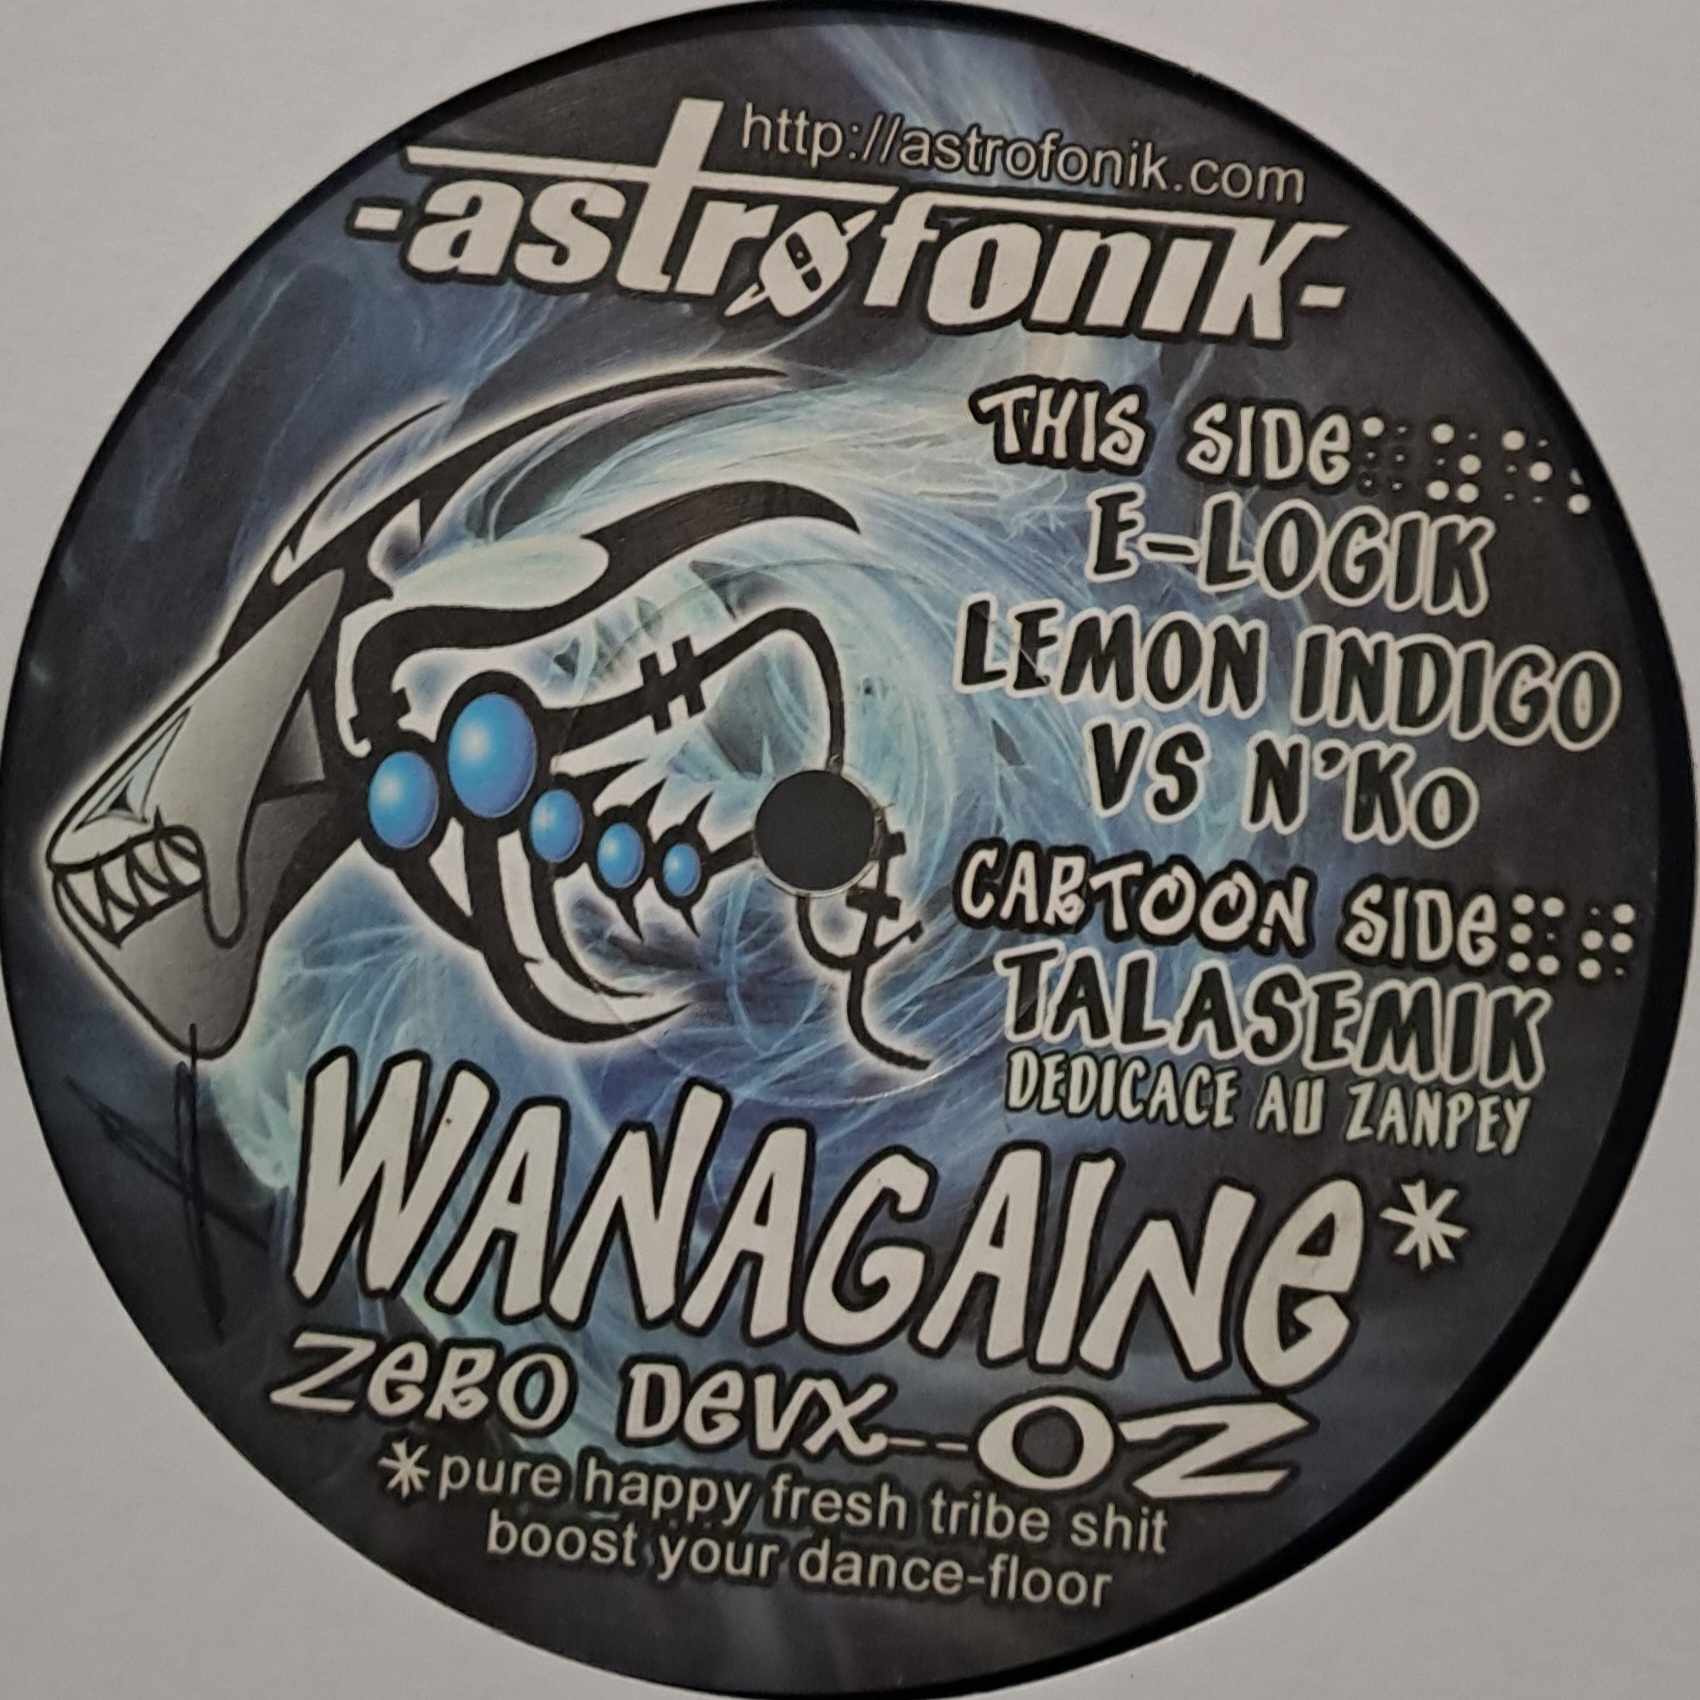 http://astrofonik.com
-astrofonik-
THIS SIDe
E-LOGIK
LEMON INDIGO
VS N'Ko
CARTOON SIDe
TALASEMIK
DEDICACE AU ZANPEY
WANAGAINe*
ZeRO DeVX--OZ
*pure happy fresh tribe shit
boost your dance-floor